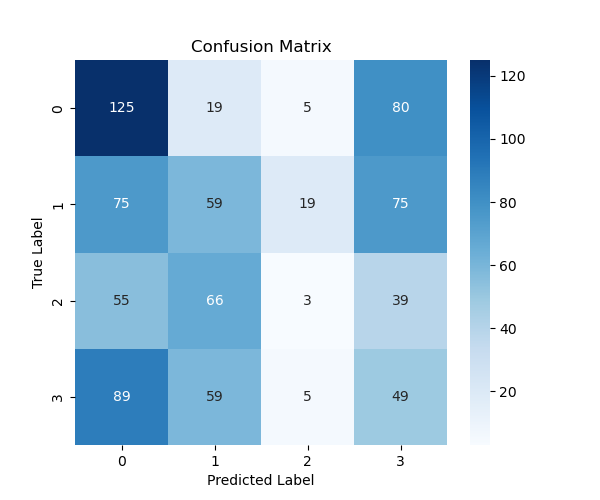 Confusion Matrix
0 125 19 5 80
1 75 59 19 75
2 55 66 3 39
3 89 59 5 49
0 1 2 3
True Label
Predicted Label
120
100
80
60
40
20